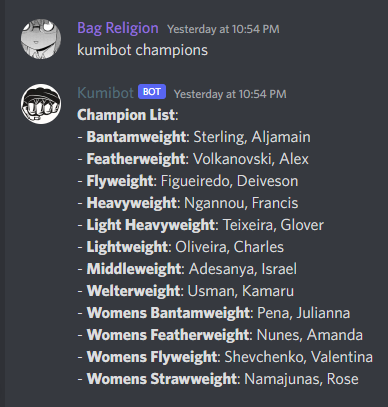 Bag Religion Yesterday at 10:54 PM
kumibot champions
Kumibot BOT Yesterday at 10:54 PM
Champion List:
- Bantamweight: Sterling, Aljamain
- Featherweight: Volkanovski, Alex
- Flyweight: Figueiredo, Deiveson
- Heavyweight: Ngannou, Francis
- Light Heavyweight: Teixeira, Glover
- Lightweight: Oliveira, Charles
- Middleweight: Adesanya, Israel
- Welterweight: Usman, Kamaru
- Womens Bantamweight: Pena, Julianna
- Womens Featherweight: Nunes, Amanda
- Womens Flyweight: Shevchenko, Valentina
- Womens Strawweight: Namajunas, Rose